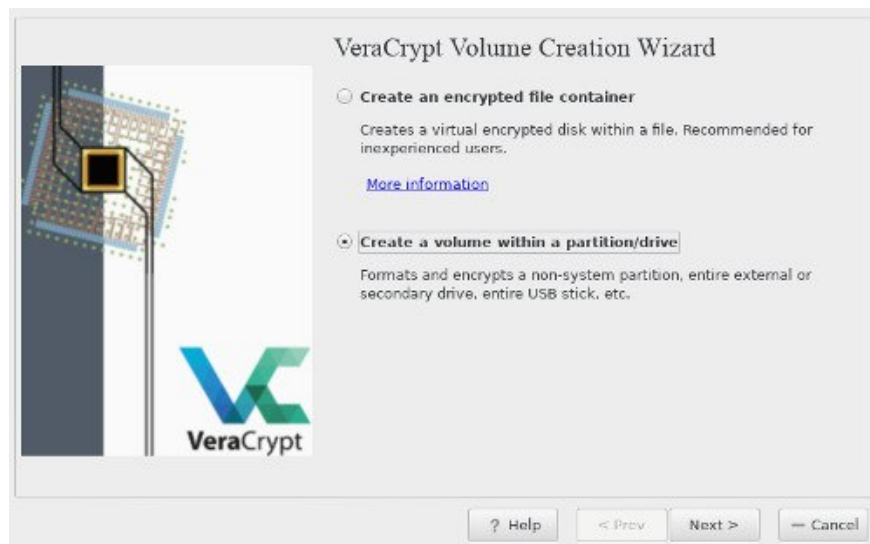 VeraCrypt Volume Creation Wizard
Create an encrypted file container
Creates a virtual encrypted disk within a file. Recommended for
inexperienced users.
More information
Create a volume within a partition/drive
Formats and encrypts a non-system partition, entire external or
secondary drive, entire USB stick, etc.
VeraCrypt
? Help
< Prev
Next >
Cancel